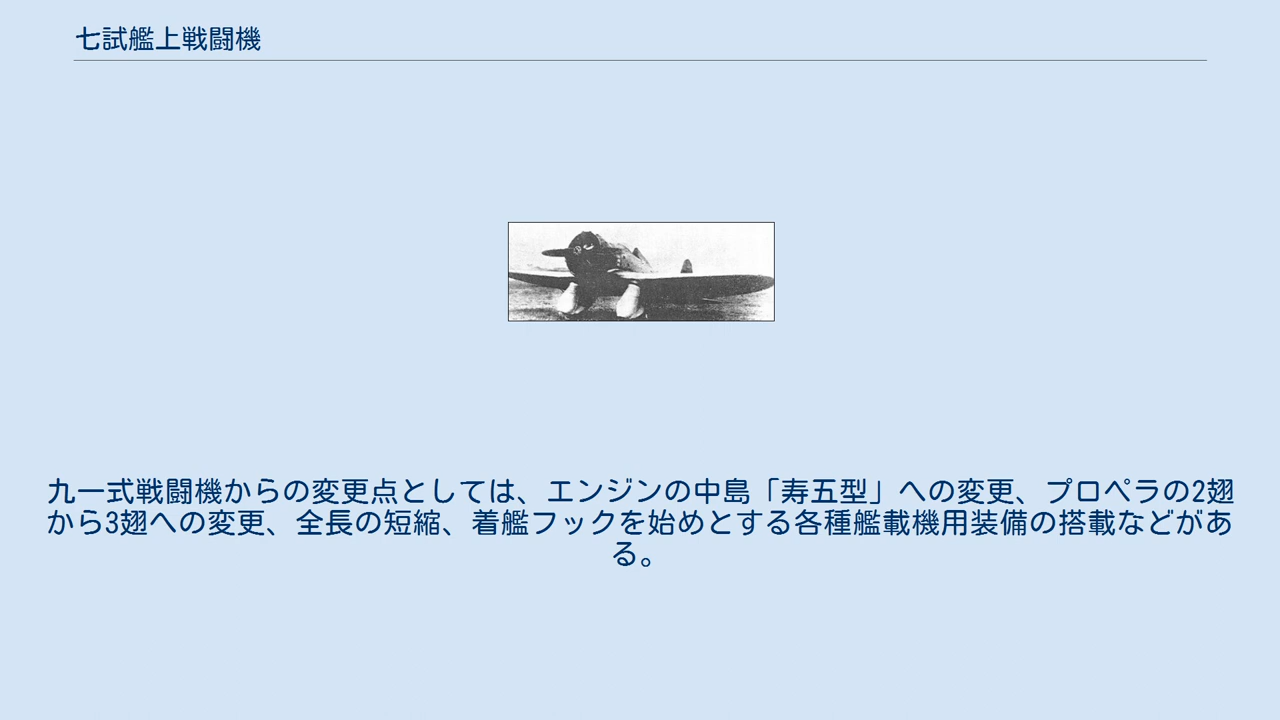 七試艦上戦闘機
九一式戦闘機からの変更点としては、エンジンの中島「寿五型」への変更、プロペラの2翅
から3翅への変更、全長の短縮、着艦フックを始めとする各種艦載機用装備の搭載などがあ
る。